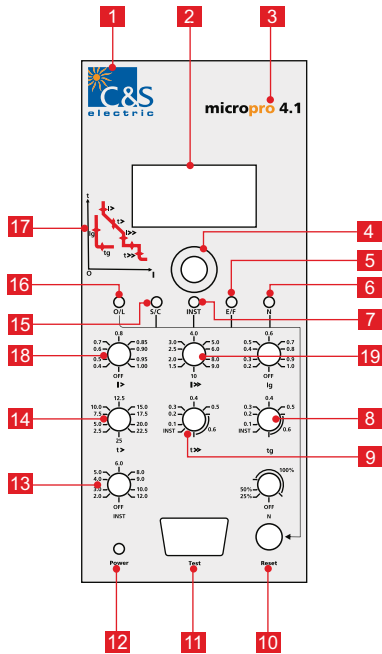 1 2 3
C&S
electric
micropro 4.1
t
I>
t>
Ig
I>>
tg
t>>
O I
17
4
5
6
16
15
7
O/L S/C INST E/F N
18
0.8
0.7 0.85
0.6 0.90
0.5 0.95
0.4 1.00
OFF
I>
4.0
3.0 5.0
2.5 6.0
2.0 8.0
1.5 9.0
10
I>>
0.6
0.5 0.7
0.4 0.8
0.3 0.9
0.2 1.0
OFF
Ig
19
14
12.5
10.0 15.0
7.5 17.5
5.0 20.0
2.5 22.5
25
t>
0.4
0.3 0.5
0.2
0.1
INST 0.6
t>>
0.4
0.3 0.5
0.2
0.1
INST 0.6
tg
8
9
13
6.0
5.0 8.0
4.0 9.0
3.0 10.0
2.0 12.0
OFF
INST
100%
50%
25%
OFF
N
Power Test Reset
12 11 10